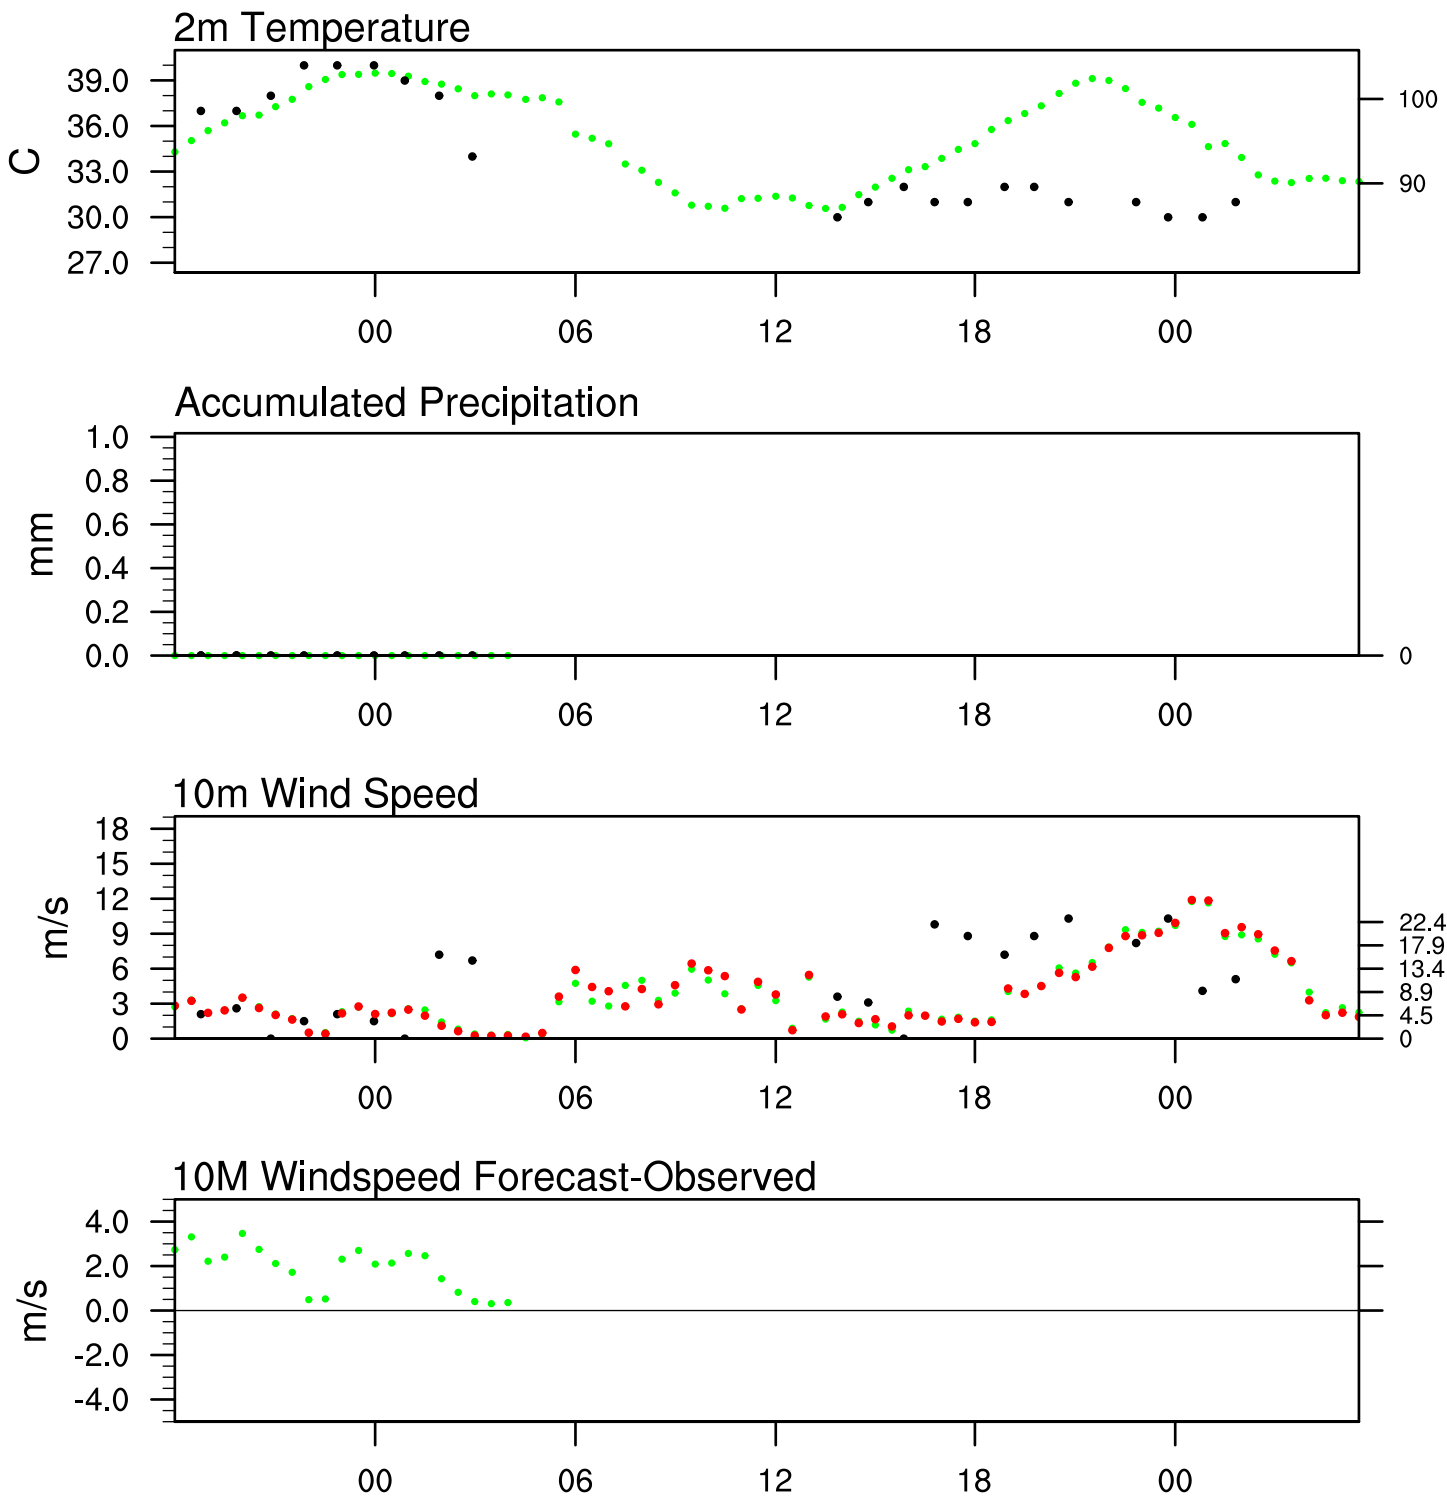 2m Temperature
39.0
36.0
33.0
30.0
27.0
C
100
90
00 06 12 18 00
Accumulated Precipitation
1.0
0.8
0.6
0.4
0.2
0.0
mm
0
00 06 12 18 00
10m Wind Speed
18
15
12
9
6
3
0
m/s
22.4
17.9
13.4
8.9
4.5
0
00 06 12 18 00
10M Windspeed Forecast-Observed
4.0
2.0
0.0
-2.0
-4.0
m/s
00 06 12 18 00